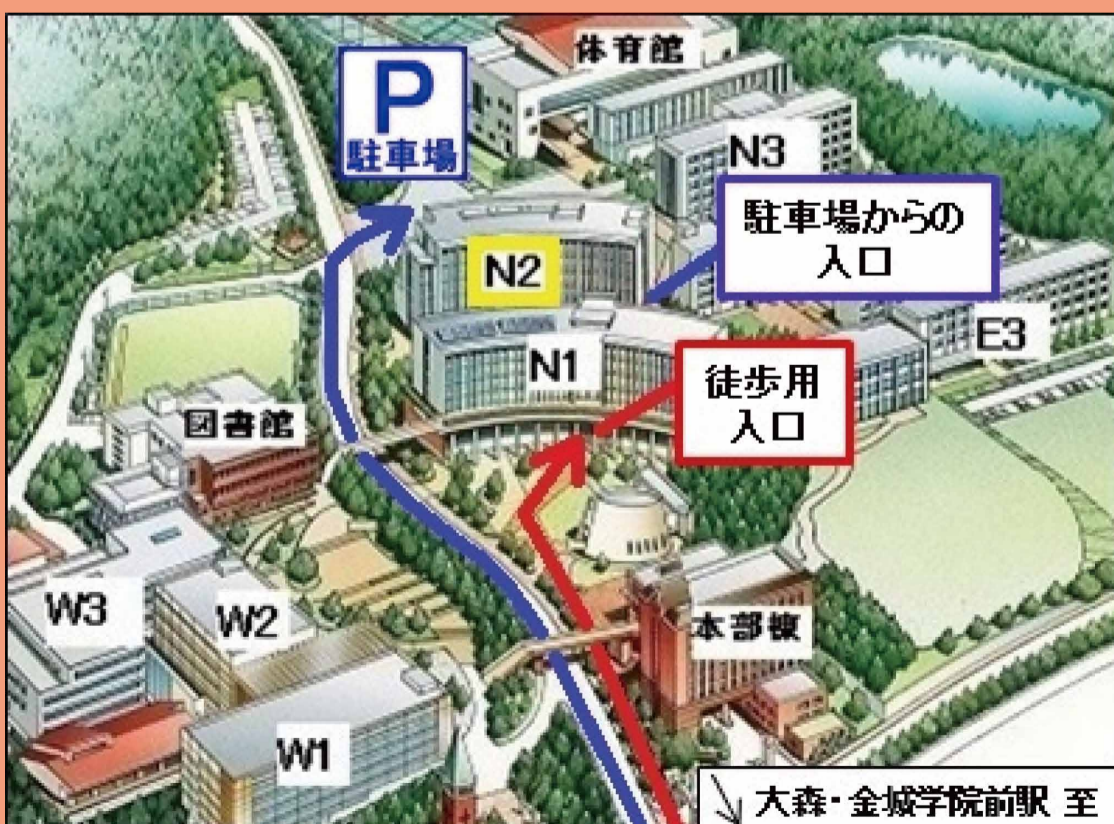 体育館
P
駐車場
N3
駐車場からの
入口
N2
E3
N1
徒歩用
入口
図書館
W3
W2
本部棟
W1
大森・金城学院前駅 至